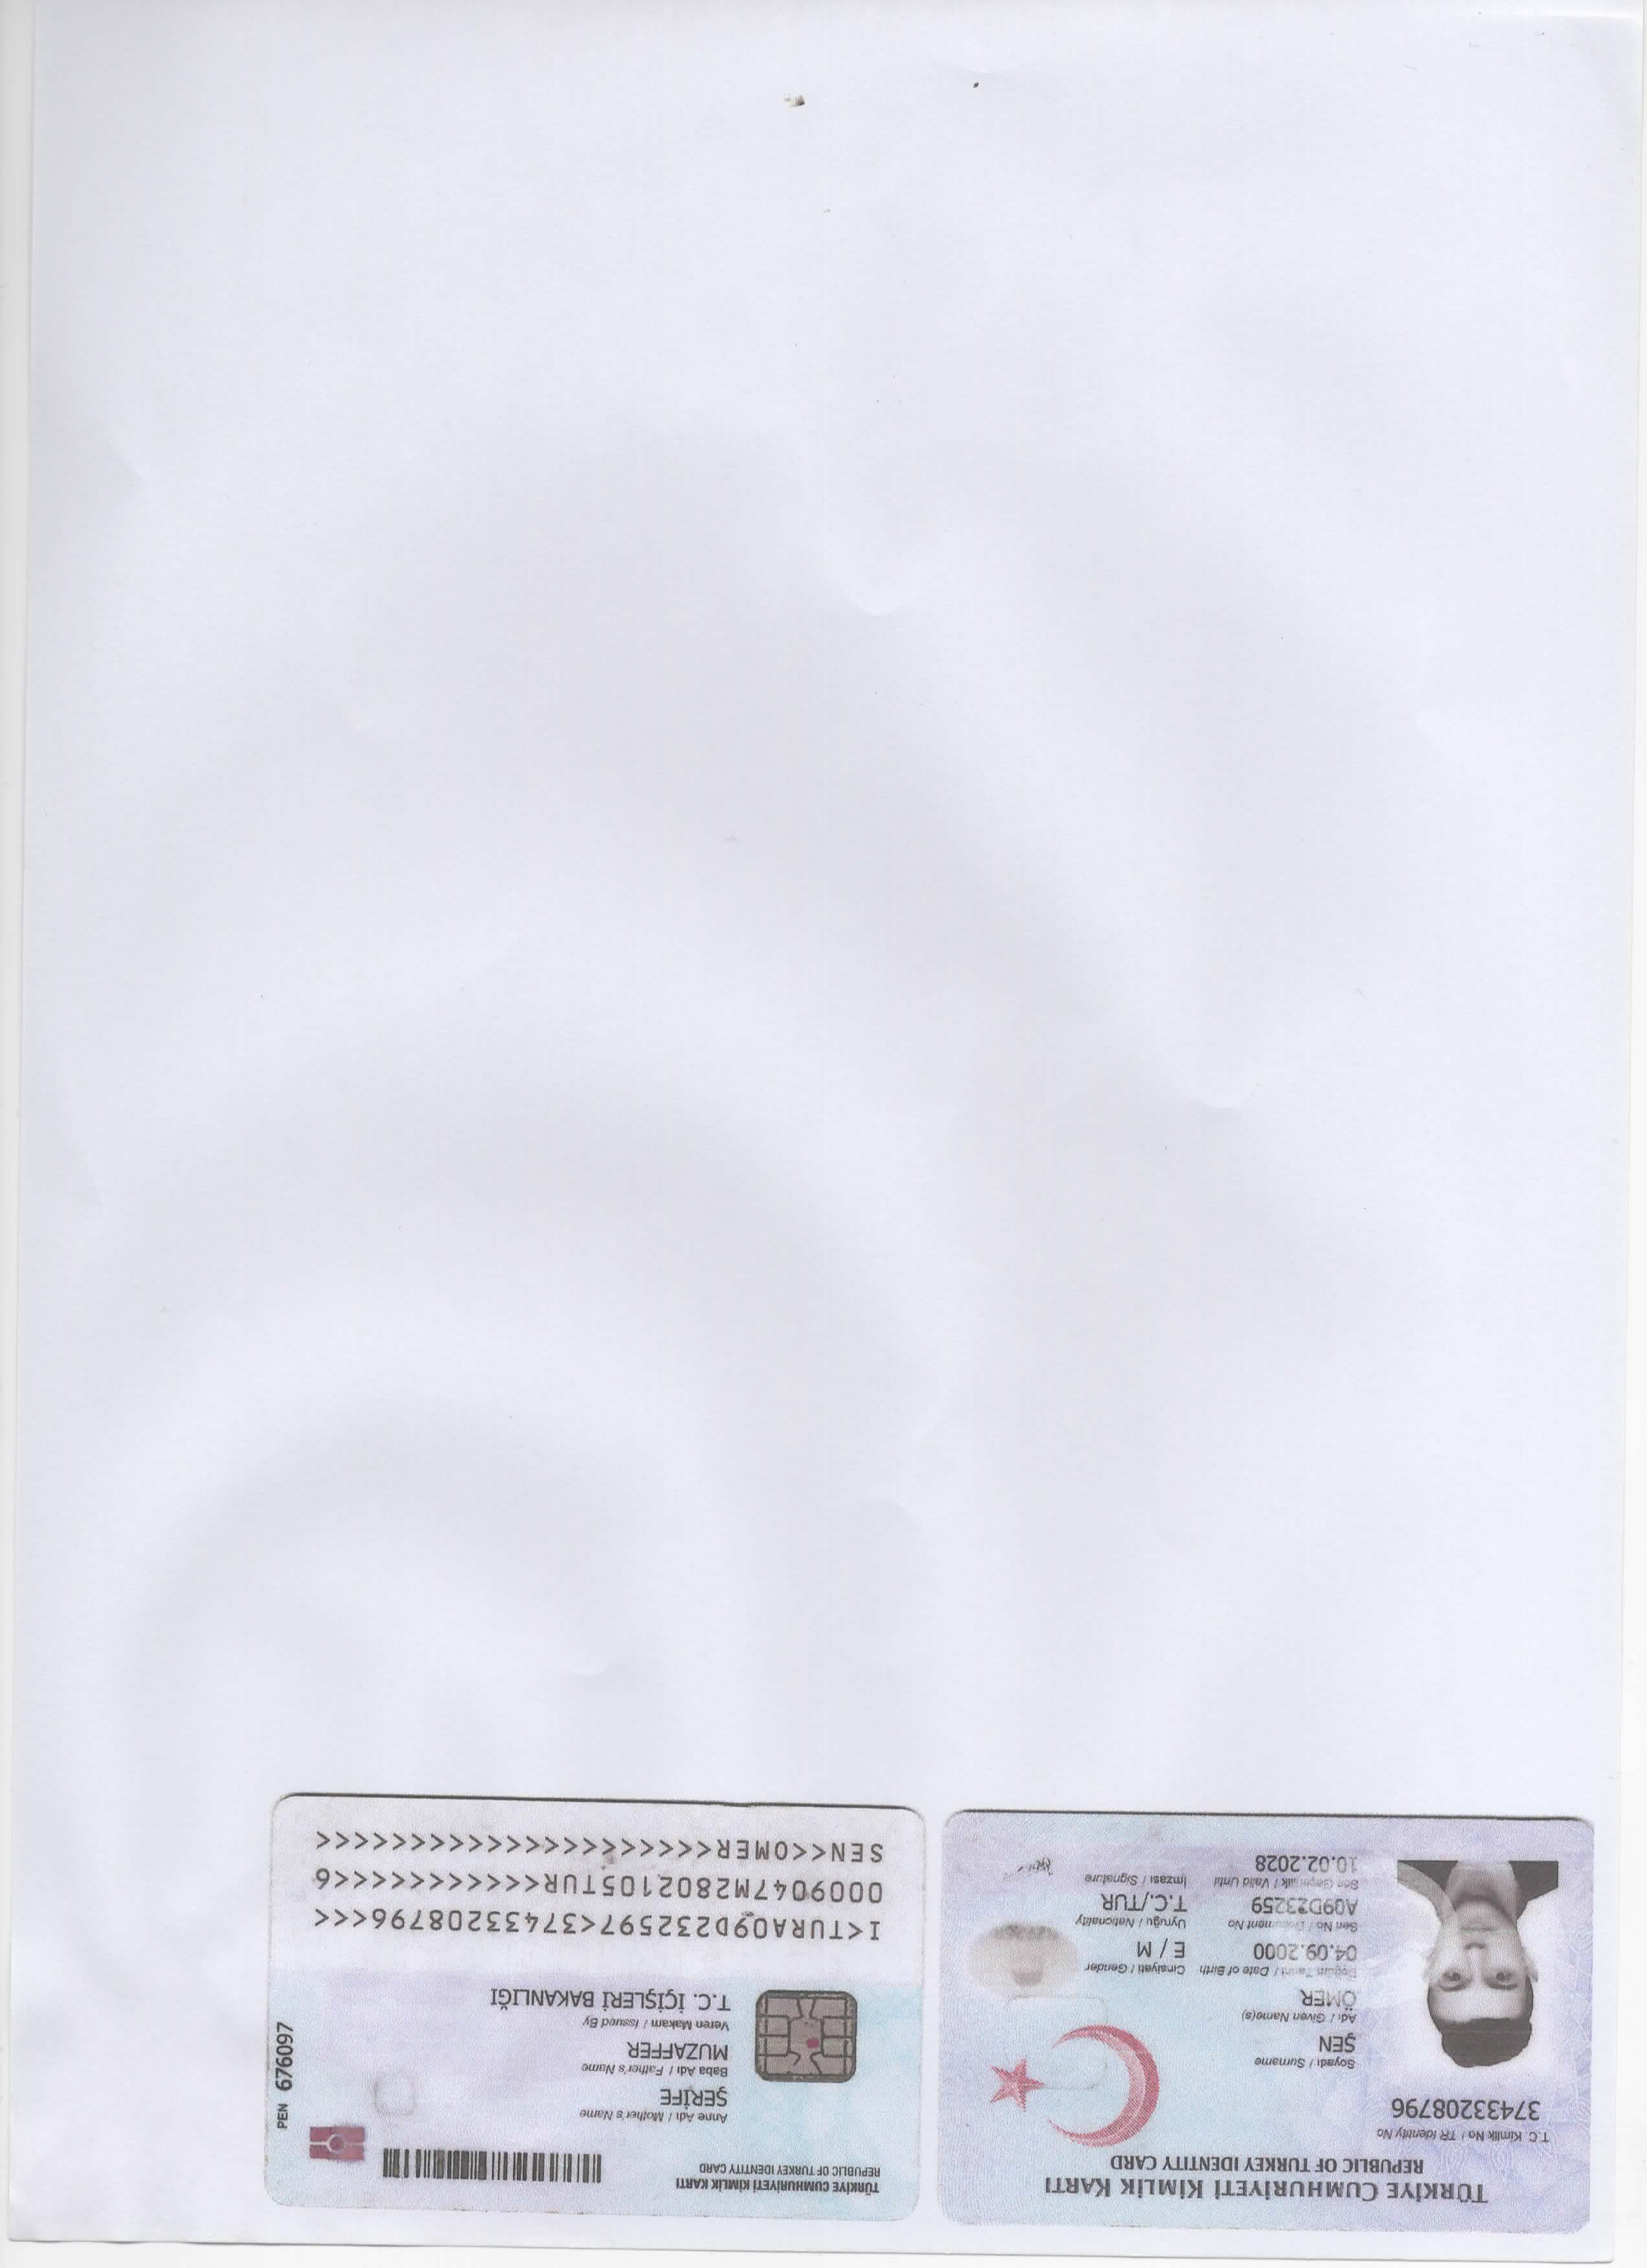 TÜRKİYE CUMHURİYETİ KİMLİK KARTI
REPUBLIC OF TURKEY IDENTITY CARD
T.C. Kimlik No / TR Identity No
37433208796
Soyadı / Surname
ŞEN
Adı / Given Name(s)
ÖMER
Doğum Tarihi / Date of Birth Cinsiyeti / Gender
04.09.2000 E / M
Seri No / Document No Uyruğu / Nationality
A09D23259 T.C./TUR
Son Geçerlilik / Valid Until İmzası / Signature
10.02.2028
TÜRKİYE CUMHURİYETİ KİMLİK KARTI
REPUBLIC OF TURKEY IDENTITY CARD
Anne Adı / Mother's Name
ŞERİFE
Baba Adı / Father's Name
MUZAFFER
Veren Makam / Issued By
T.C. İÇİŞLERİ BAKANLIĞI
PEN 676097
I<TURA09D232597<37433208796<<<
0009047M2802105TUR<<<<<<<<<<<6
SEN<<OMER<<<<<<<<<<<<<<<<<<<<<